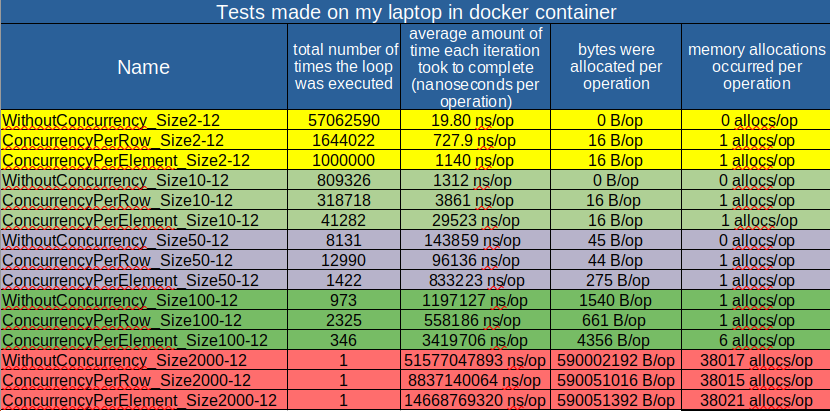 Tests made on my laptop in docker container
Name
total number of
times the loop
was executed
average amount of
time each iteration
took to complete
(nanoseconds per
operation)
bytes were
allocated per
operation
memory allocations
occurred per
operation
WithoutConcurrency_Size2-12 57062590 19.80 ns/op 0 B/op 0 allocs/op
ConcurrencyPerRow_Size2-12 1644022 727.9 ns/op 16 B/op 1 allocs/op
ConcurrencyPerElement_Size2-12 1000000 1140 ns/op 16 B/op 1 allocs/op
WithoutConcurrency_Size10-12 809326 1312 ns/op 0 B/op 0 allocs/op
ConcurrencyPerRow_Size10-12 318718 3861 ns/op 16 B/op 1 allocs/op
ConcurrencyPerElement_Size10-12 41282 29523 ns/op 16 B/op 1 allocs/op
WithoutConcurrency_Size50-12 8131 143859 ns/op 45 B/op 0 allocs/op
ConcurrencyPerRow_Size50-12 12990 96136 ns/op 44 B/op 1 allocs/op
ConcurrencyPerElement_Size50-12 1422 833223 ns/op 275 B/op 1 allocs/op
WithoutConcurrency_Size100-12 973 1197127 ns/op 1540 B/op 1 allocs/op
ConcurrencyPerRow_Size100-12 2325 558186 ns/op 661 B/op 1 allocs/op
ConcurrencyPerElement_Size100-12 346 3419706 ns/op 4356 B/op 6 allocs/op
WithoutConcurrency_Size2000-12 1 51577047893 ns/op 590002192 B/op 38017 allocs/op
ConcurrencyPerRow_Size2000-12 1 8837140064 ns/op 590051016 B/op 38015 allocs/op
ConcurrencyPerElement_Size2000-12 1 14668769320 ns/op 590051392 B/op 38021 allocs/op